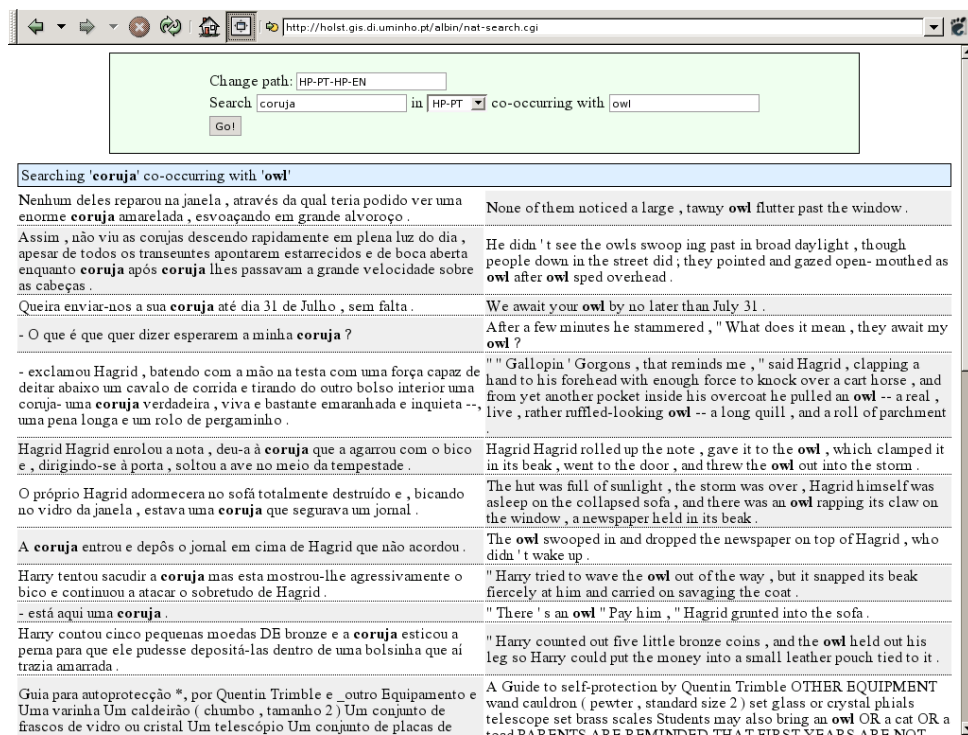 http://holst.gis.di.uminho.pt/albin/nat-search.cgi
Change path: HP-PT-HP-EN
Search coruja in HP-PT co-occurring with owl
Go!
Searching 'coruja' co-occurring with 'owl'
Nenhum deles reparou na janela , através da qual teria podido ver uma
enorme coruja amarelada , esvoaçando em grande alvoroço .
None of them noticed a large , tawny owl flutter past the window .
Assim , não viu as corujas descendo rapidamente em plena luz do dia ,
apesar de todos os transeuntes apontarem estarrecidos e de boca aberta
enquanto coruja após coruja lhes passavam a grande velocidade sobre
as cabeças .
He didn ' t see the owls swoop ing past in broad daylight , though
people down in the street did ; they pointed and gazed open- mouthed as
owl after owl sped overhead .
Queira enviar-nos a sua coruja até dia 31 de Julho , sem falta .
We await your owl by no later than July 31 .
- O que é que quer dizer esperarem a minha coruja ?
After a few minutes he stammered , " What does it mean , they await my
owl ?
- exclamou Hagrid , batendo com a mão na testa com uma força capaz de
deitar abaixo um cavalo de corrida e tirando do outro bolso interior uma
coruja- uma coruja verdadeira , viva e bastante emaranhada e inquieta --,
uma pena longa e um rolo de pergaminho .
" " Gallopin ' Gorgons , that reminds me , " said Hagrid , clapping a
hand to his forehead with enough force to knock over a cart horse , and
from yet another pocket inside his overcoat he pulled an owl -- a real ,
live , rather ruffled-looking owl -- a long quill , and a roll of parchment
.
Hagrid Hagrid enrolou a nota , deu-a à coruja que a agarrou com o bico
e , dirigindo-se à porta , soltou a ave no meio da tempestade .
Hagrid Hagrid rolled up the note , gave it to the owl , which clamped it
in its beak , went to the door , and threw the owl out into the storm .
O próprio Hagrid adormecera no sofá totalmente destruído e , bicando
no vidro da janela , estava uma coruja que segurava um jornal .
The hut was full of sunlight , the storm was over , Hagrid himself was
asleep on the collapsed sofa , and there was an owl rapping its claw on
the window , a newspaper held in its beak .
A coruja entrou e depôs o jornal em cima de Hagrid que não acordou .
The owl swooped in and dropped the newspaper on top of Hagrid , who
didn ' t wake up .
Harry tentou sacudir a coruja mas esta mostrou-lhe agressivamente o
bico e continuou a atacar o sobretudo de Hagrid .
" Harry tried to wave the owl out of the way , but it snapped its beak
fiercely at him and carried on savaging the coat .
- está aqui uma coruja .
" There ' s an owl " Pay him , " Hagrid grunted into the sofa .
Harry contou cinco pequenas moedas DE bronze e a coruja esticou a
perna para que ele pudesse depositá-las dentro de uma bolsinha que aí
trazia amarrada .
" Harry counted out five little bronze coins , and the owl held out his
leg so Harry could put the money into a small leather pouch tied to it .
Guia para autoprotecção *, por Quentin Trimble e _outro Equipamento e
Uma varinha Um caldeirão ( chumbo , tamanho 2 ) Um conjunto de
frascos de vidro ou cristal Um telescópio Um conjunto de placas de
A Guide to self-protection by Quentin Trimble OTHER EQUIPMENT
wand cauldron ( pewter , standard size 2 ) set glass or crystal phials
telescope set brass scales Students may also bring an owl OR a cat OR a
toad PARENTS ARE REMINDED THAT FIRST YEARS ARE NOT